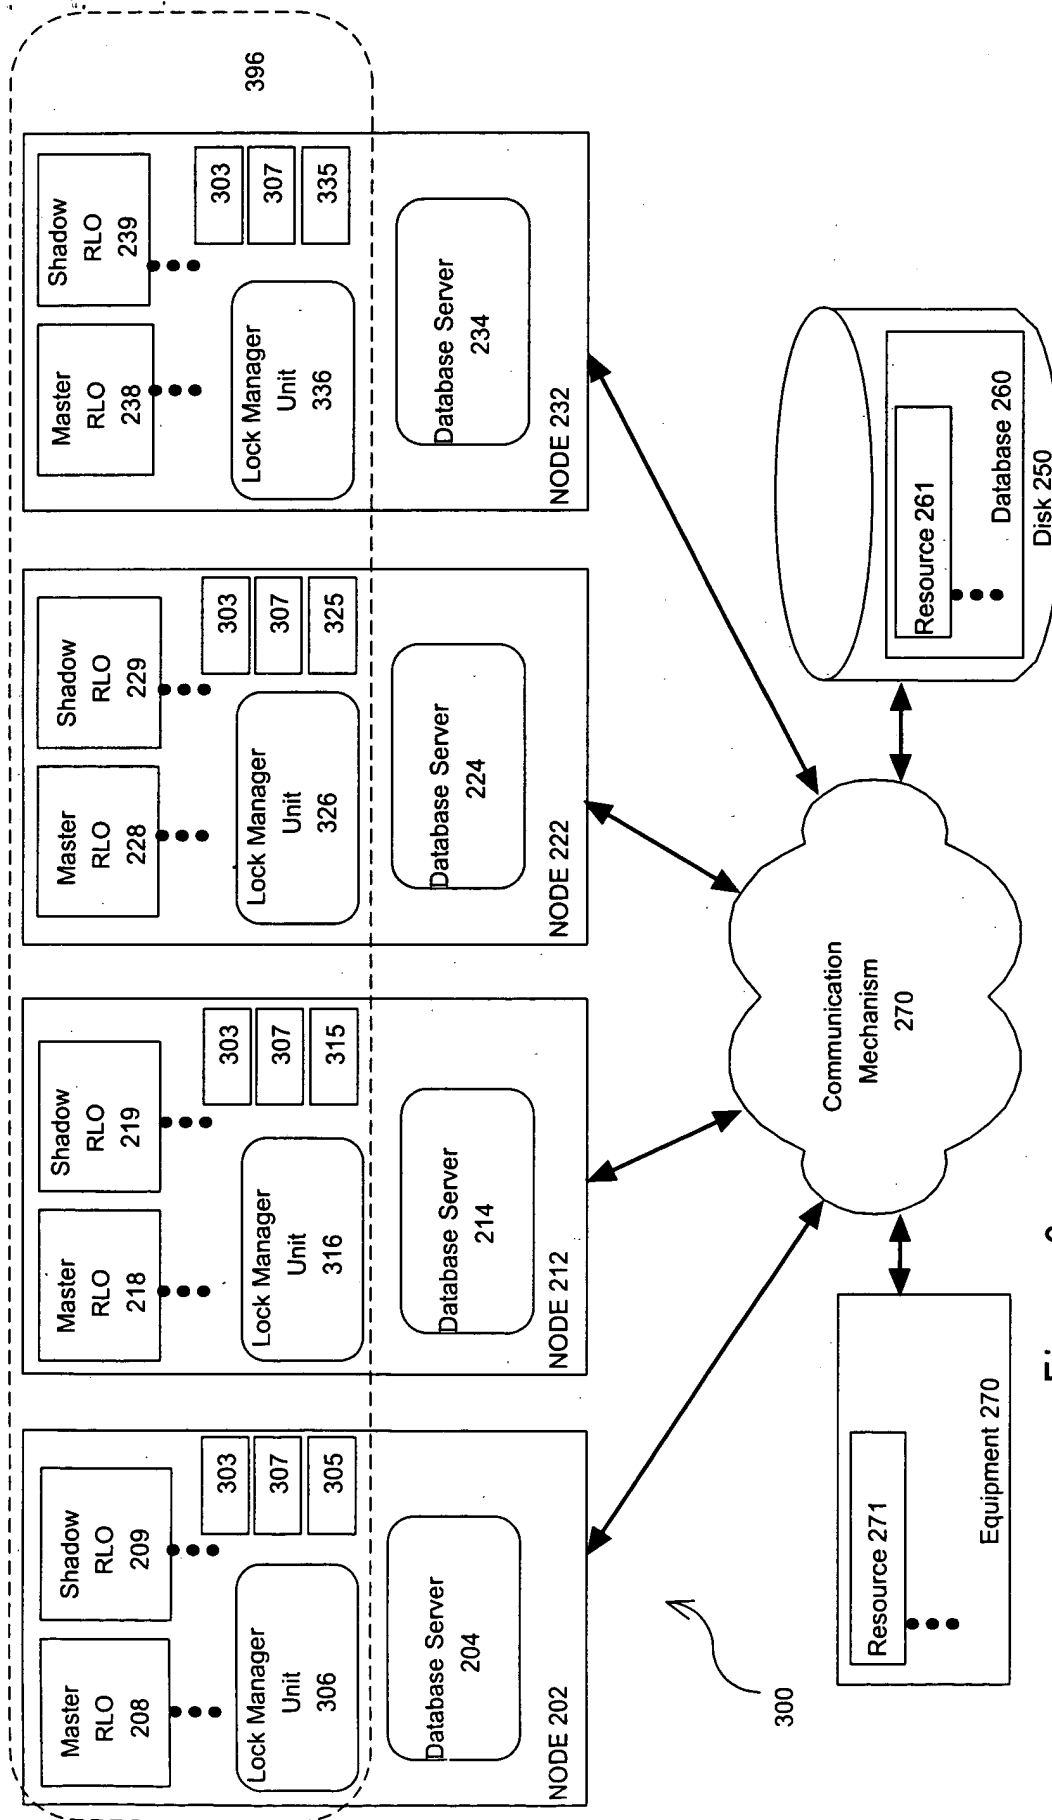 396
Master
RLO
208
Shadow
RLO
209
303
307
305
Lock Manager
Unit
306
Database Server
204
NODE 202
Master
RLO
218
Shadow
RLO
219
303
307
315
Lock Manager
Unit
316
Database Server
214
NODE 212
Master
RLO
228
Shadow
RLO
229
303
307
325
Lock Manager
Unit
326
Database Server
224
NODE 222
Master
RLO
238
Shadow
RLO
239
303
307
335
Lock Manager
Unit
336
Database Server
234
NODE 232
300
Communication
Mechanism
270
Resource 271
Equipment 270
Resource 261
Database 260
Disk 250